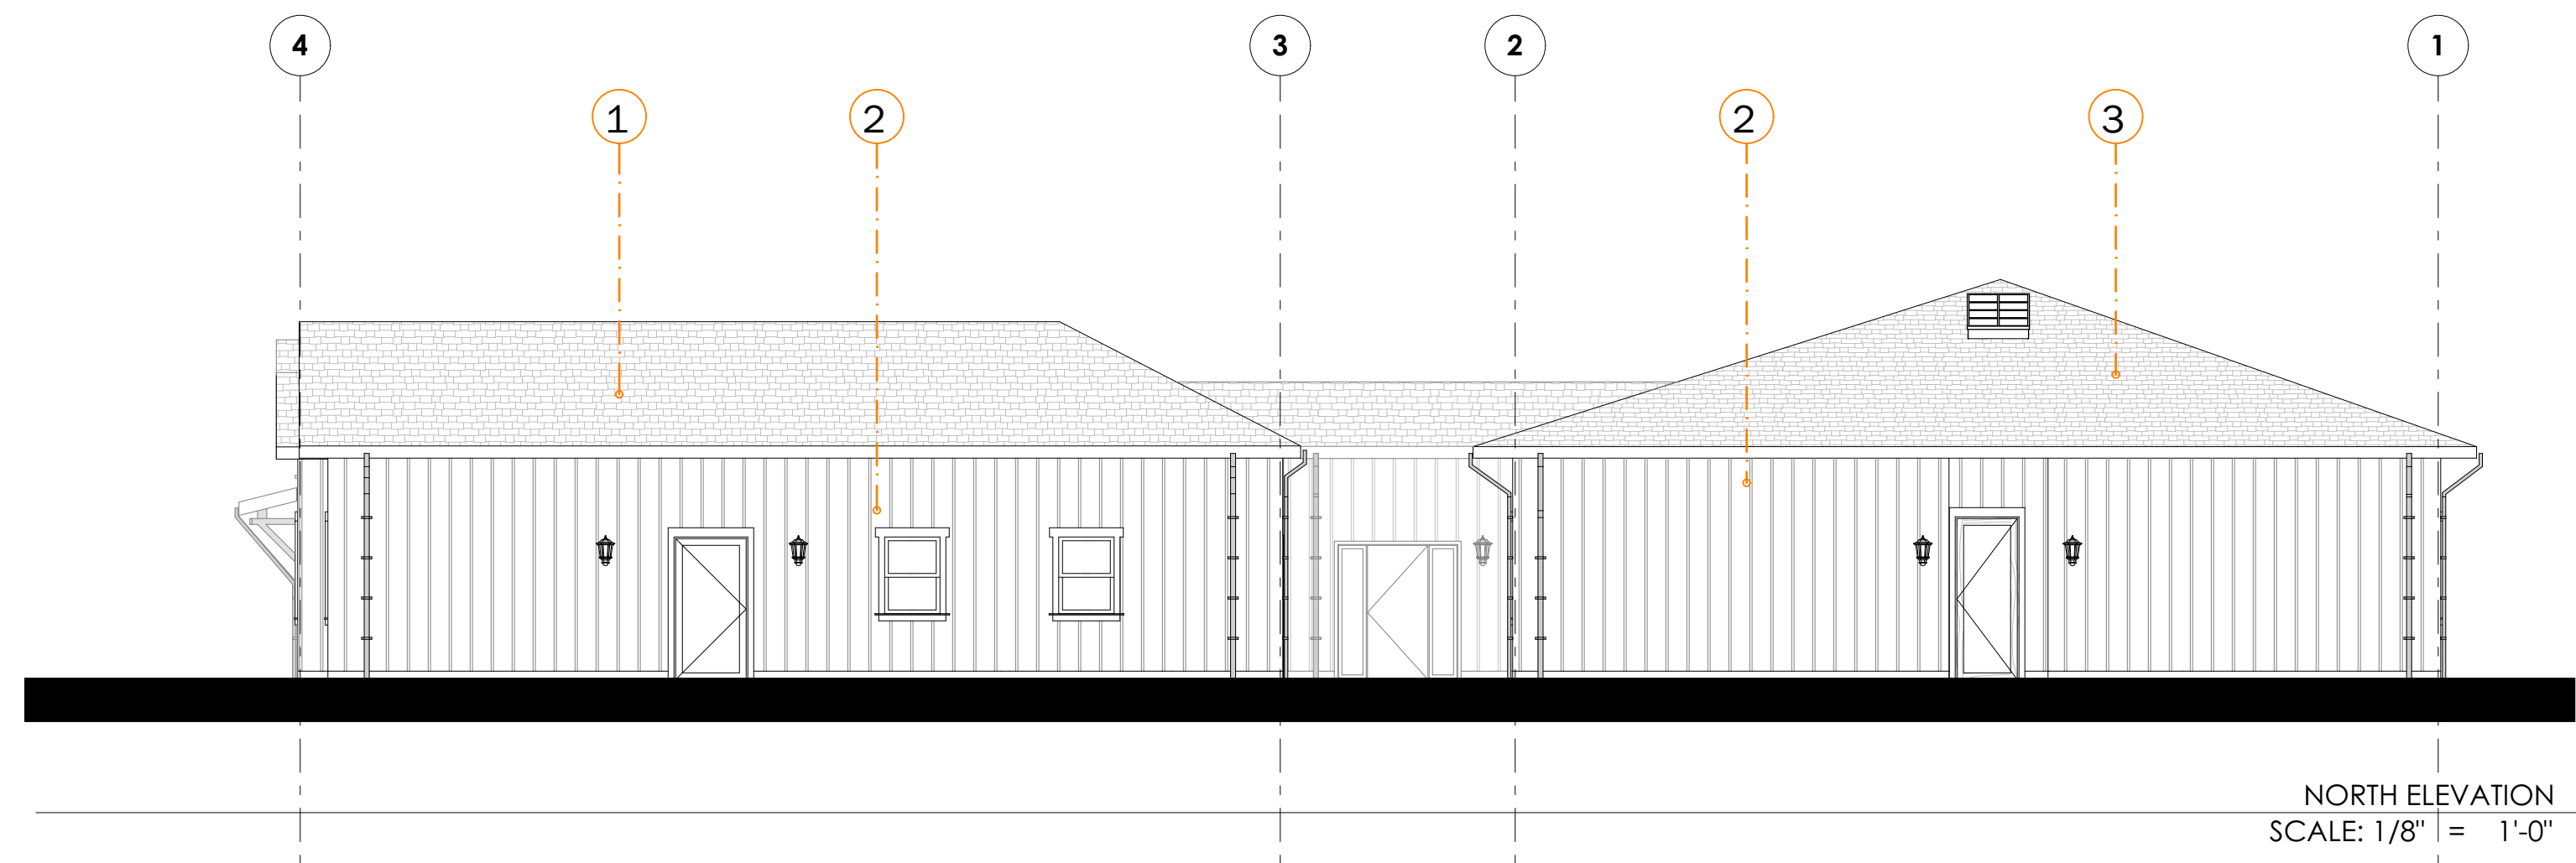 4 3 2 1
1 2 2 3
NORTH ELEVATION
SCALE: 1/8" = 1'-0"